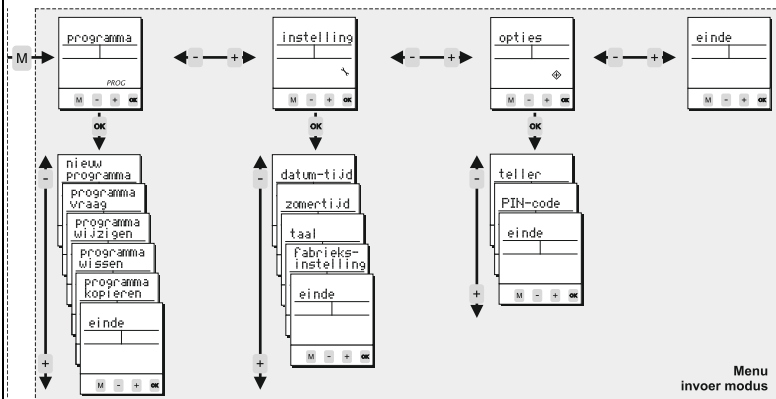 M
programma
PROG
M - + OK
- +
instelling
M - + OK
- +
opties
M - + OK
- +
einde
M - + OK
OK
OK
OK
-
+
nieuw
programma
programma
vraag
programma
wijzigen
programma
wissen
programma
kopieren
einde
M - + OK
-
+
datum-tijd
zomertijd
taal
fabrieks-
instelling
einde
M - + OK
-
+
teller
PIN-code
einde
M - + OK
Menu
invoer modus